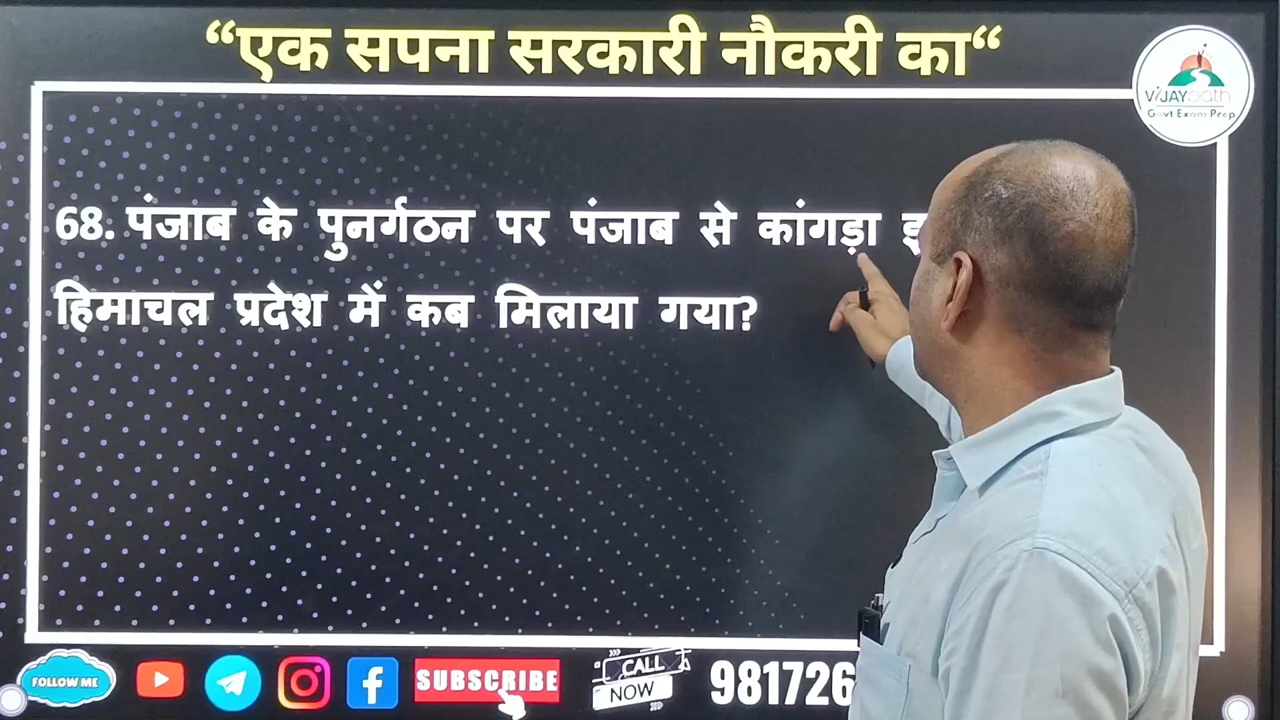 “एक सपना सरकारी नौकरी का“
VIJAYpath
Govt Exam Prep
68. पंजाब के पुनर्गठन पर पंजाब से कांगड़ा
हिमाचल प्रदेश में कब मिलाया गया?
FOLLOW ME
SUBSCRIBE
CALL
NOW
981726